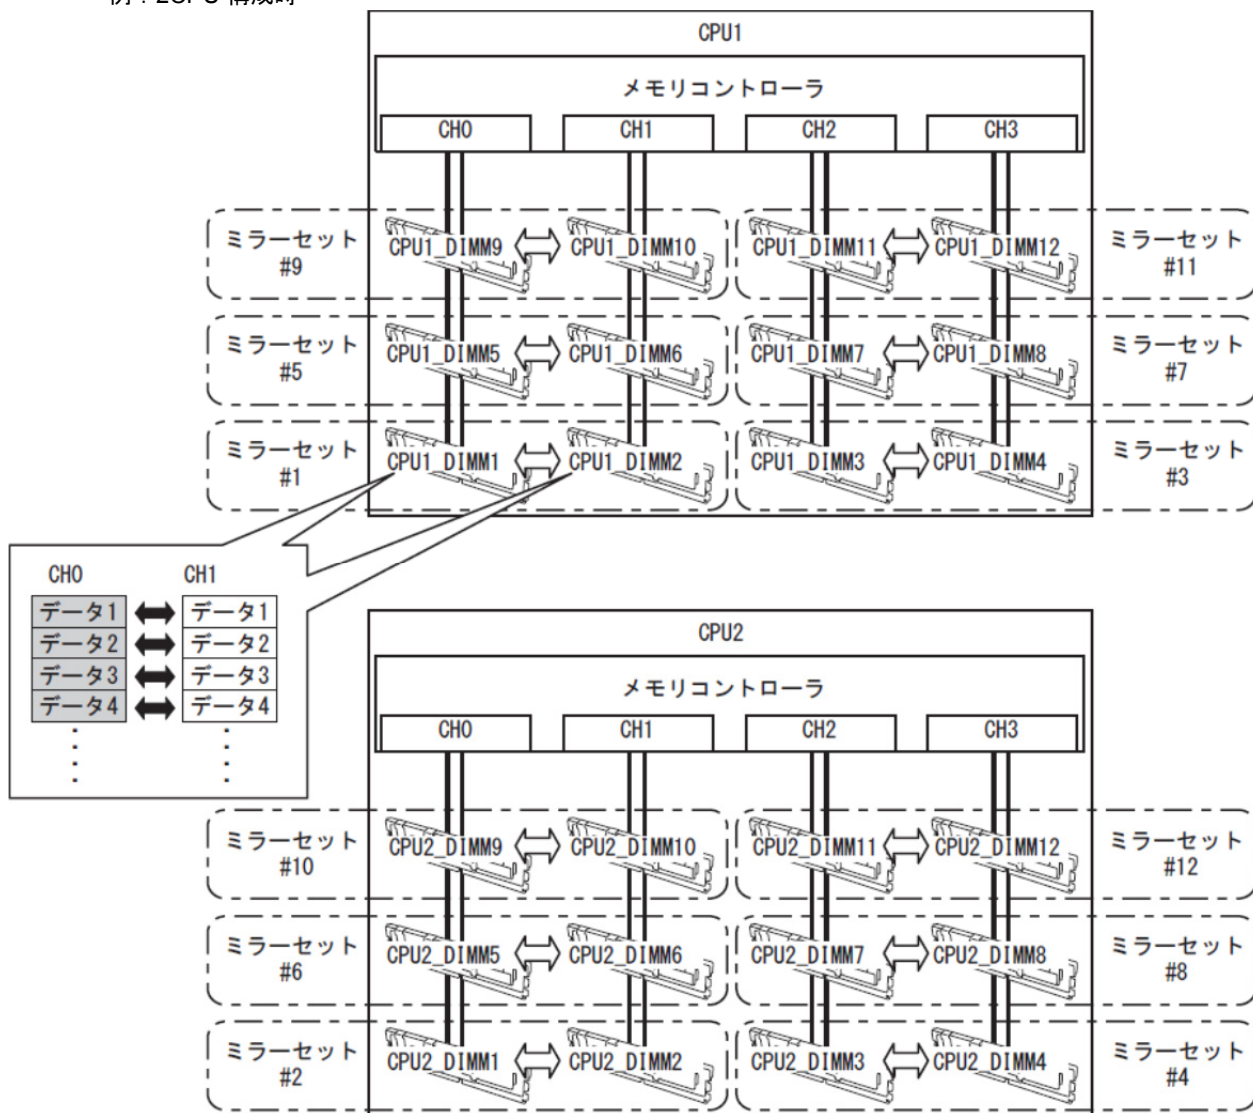 例：2CPU 構成時
CPU1
メモリコントローラ
CH0 CH1 CH2 CH3
ミラーセット #9 CPU1_DIMM9 CPU1_DIMM10 CPU1_DIMM11 CPU1_DIMM12 ミラーセット #11
ミラーセット #5 CPU1_DIMM5 CPU1_DIMM6 CPU1_DIMM7 CPU1_DIMM8 ミラーセット #7
ミラーセット #1 CPU1_DIMM1 CPU1_DIMM2 CPU1_DIMM3 CPU1_DIMM4 ミラーセット #3
CH0 CH1
データ1 データ1
データ2 データ2
データ3 データ3
データ4 データ4
CPU2
メモリコントローラ
CH0 CH1 CH2 CH3
ミラーセット #10 CPU2_DIMM9 CPU2_DIMM10 CPU2_DIMM11 CPU2_DIMM12 ミラーセット #12
ミラーセット #6 CPU2_DIMM5 CPU2_DIMM6 CPU2_DIMM7 CPU2_DIMM8 ミラーセット #8
ミラーセット #2 CPU2_DIMM1 CPU2_DIMM2 CPU2_DIMM3 CPU2_DIMM4 ミラーセット #4